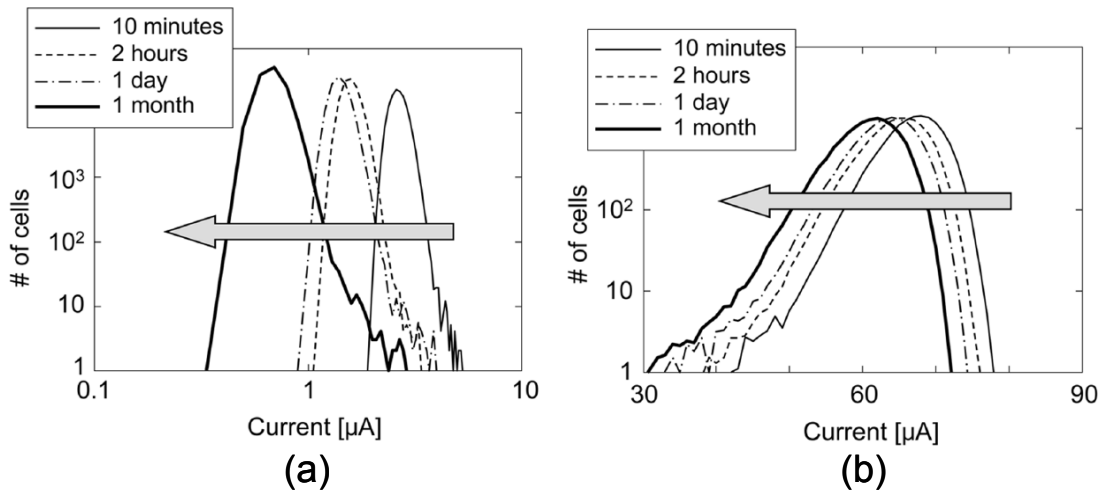 10 minutes
2 hours
1 day
1 month
10³
10²
10
1
# of cells
0.1
1
10
Current [μA]
(a)
10 minutes
2 hours
1 day
1 month
10²
10
1
# of cells
30
60
90
Current [μA]
(b)